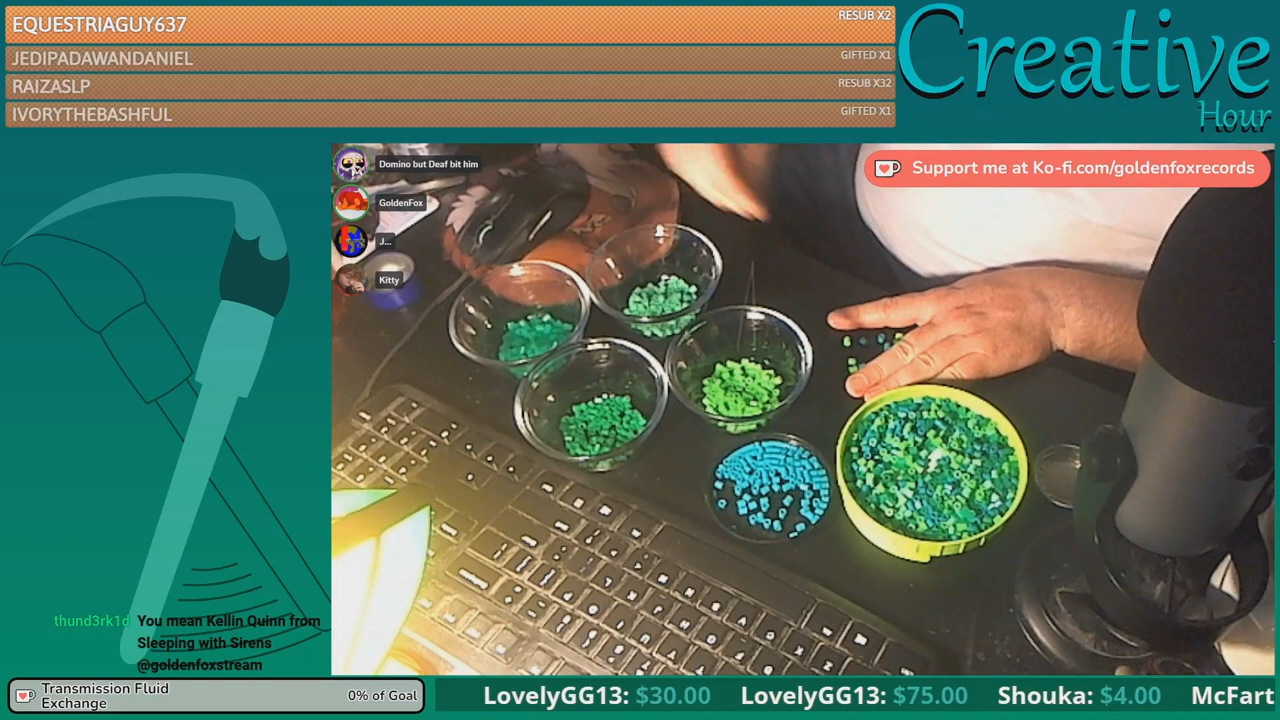 EQUESTRIAGUY637
RESUB X2
JEDIPADAWANDANIEL
GIFTED X1
RAIZASLP
RESUB X32
IVORYTHEBASHFUL
GIFTED X1
Creative
Hour
Domino but Deaf bit him
GoldenFox
J...
Kitty
Support me at Ko-fi.com/goldenfoxrecords
thund3rk1d You mean Kellin Quinn from
Sleeping with Sirens
@goldenfoxstream
Transmission Fluid
Exchange
0% of Goal
LovelyGG13: $30.00 LovelyGG13: $75.00 Shouka: $4.00 McFart